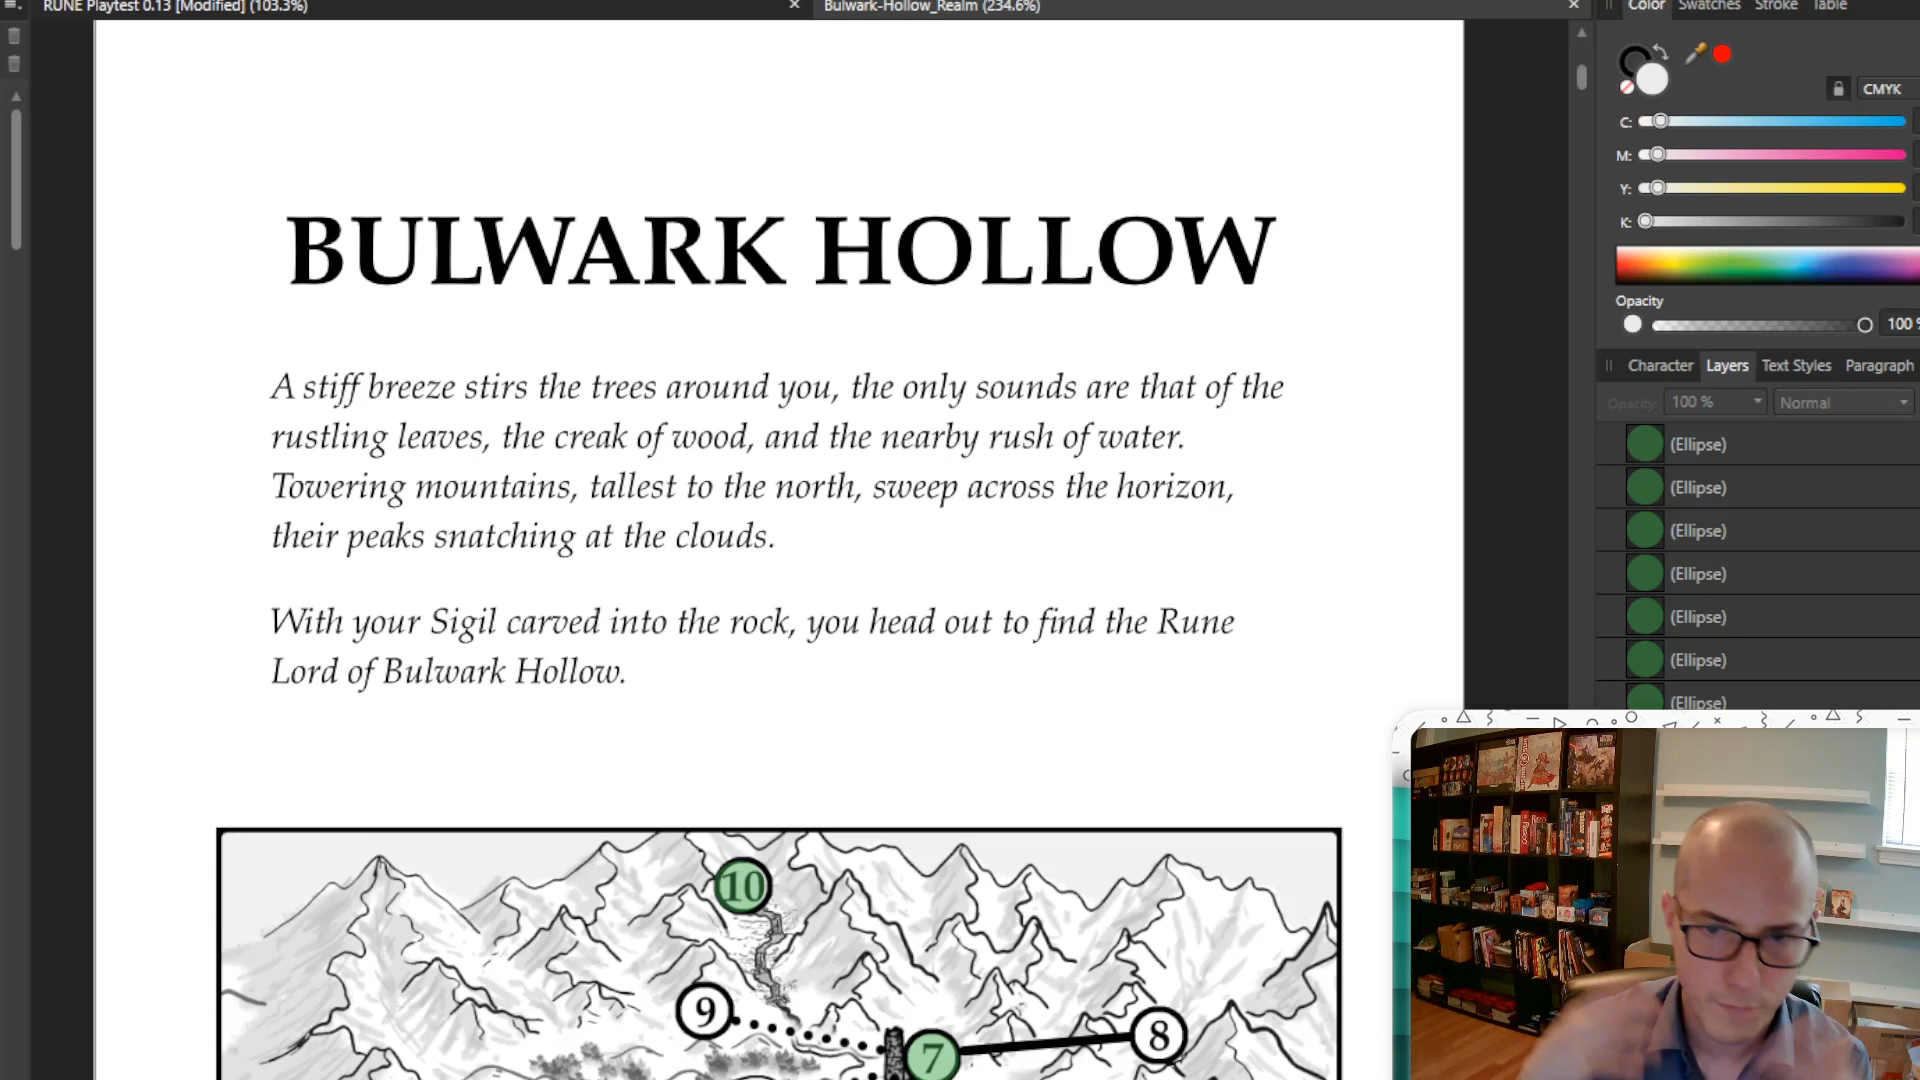 RUNE Playtest 0.13 [Modified] (103.3%)
Bulwark-Hollow_Realm (234.6%)
Color Swatches Stroke Table
CMYK
C:
M:
Y:
K:
Opacity
100 %
Character Layers Text Styles Paragraph
Opacity: 100 % Normal
(Ellipse)
(Ellipse)
(Ellipse)
(Ellipse)
(Ellipse)
(Ellipse)
(Ellipse)
BULWARK HOLLOW
A stiff breeze stirs the trees around you, the only sounds are that of the
rustling leaves, the creak of wood, and the nearby rush of water.
Towering mountains, tallest to the north, sweep across the horizon,
their peaks snatching at the clouds.
With your Sigil carved into the rock, you head out to find the Rune
Lord of Bulwark Hollow.
10
9
7
8